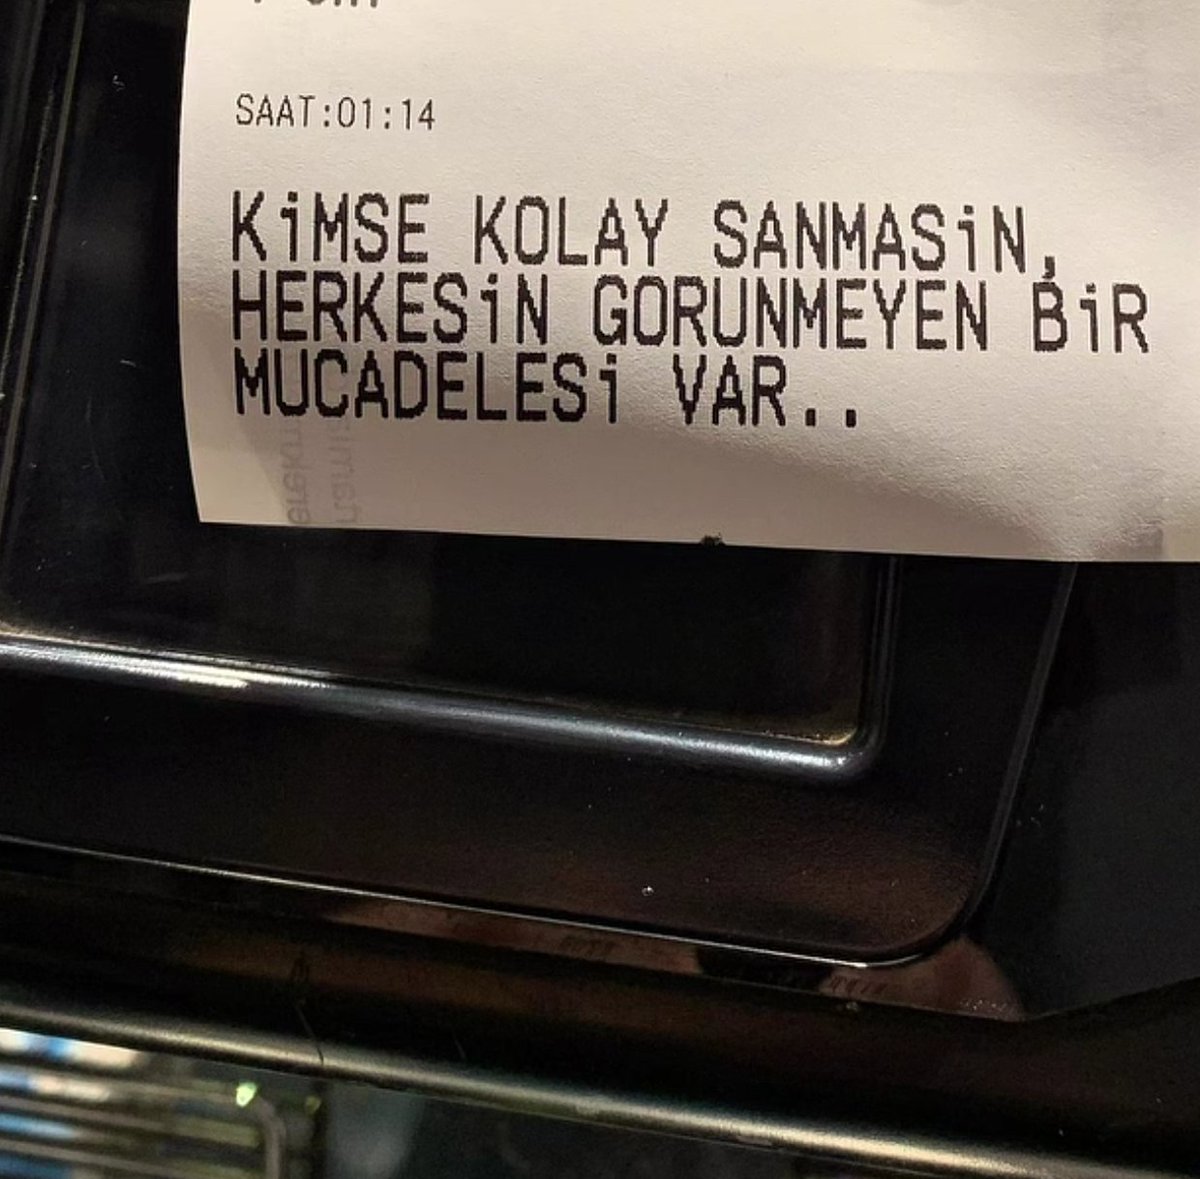 SAAT:01:14
KiMSE KOLAY SANMASiN,
HERKESiN GORUNMEYEN BiR
MUCADELESi VAR..